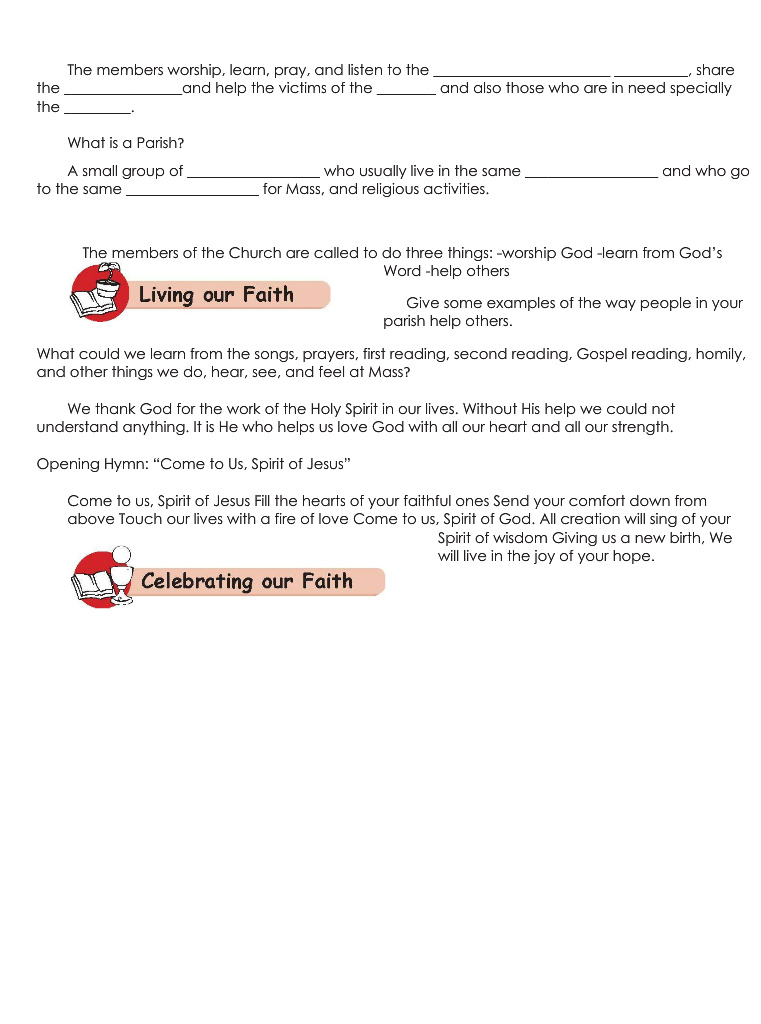 The members worship, learn, pray, and listen to the ________________________ __________, share
the ________________and help the victims of the ________ and also those who are in need specially
the _________.
What is a Parish?
A small group of __________________ who usually live in the same __________________ and who go
to the same __________________ for Mass, and religious activities.
The members of the Church are called to do three things: -worship God -learn from God’s
Word -help others
Living our Faith
Give some examples of the way people in your
parish help others.
What could we learn from the songs, prayers, first reading, second reading, Gospel reading, homily,
and other things we do, hear, see, and feel at Mass?
We thank God for the work of the Holy Spirit in our lives. Without His help we could not
understand anything. It is He who helps us love God with all our heart and all our strength.
Opening Hymn: “Come to Us, Spirit of Jesus”
Come to us, Spirit of Jesus Fill the hearts of your faithful ones Send your comfort down from
above Touch our lives with a fire of love Come to us, Spirit of God. All creation will sing of your
Spirit of wisdom Giving us a new birth, We
will live in the joy of your hope.
Celebrating our Faith